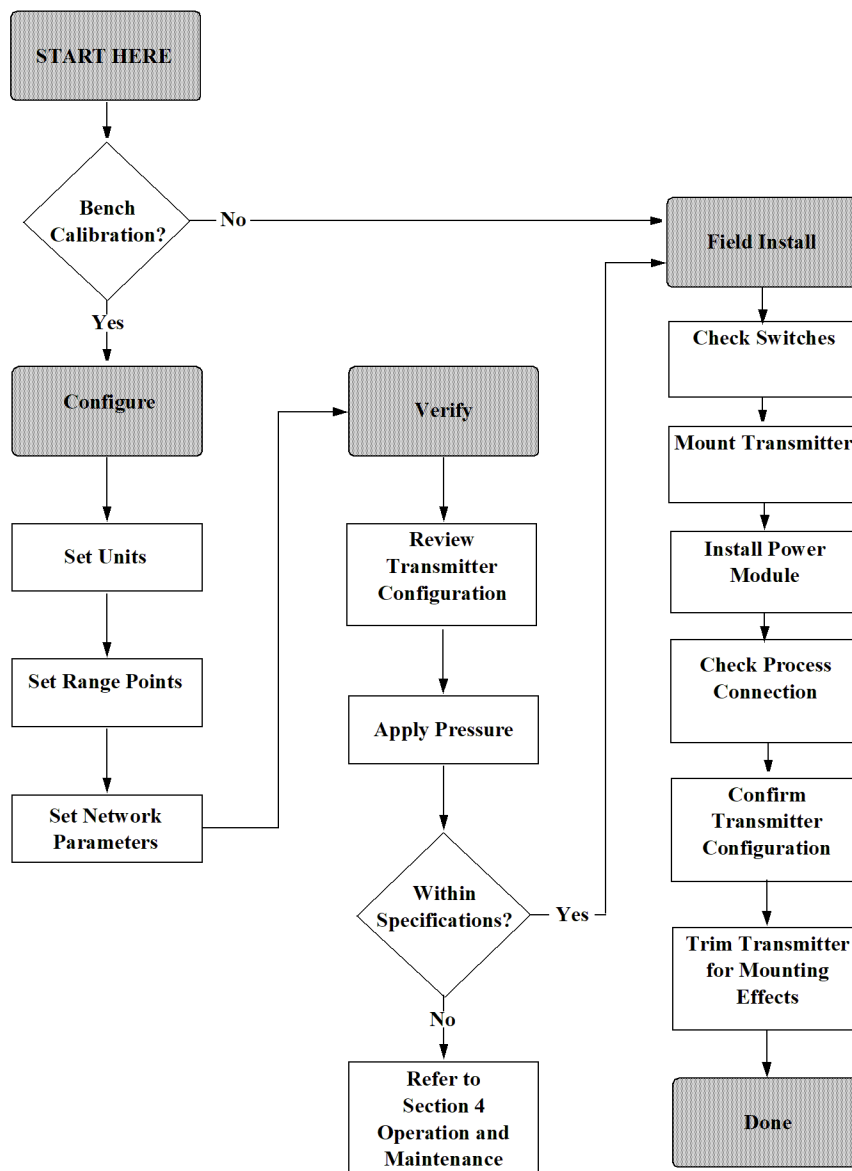 START HERE
Bench
Calibration?
No
Yes
Configure
Set Units
Set Range Points
Set Network
Parameters
Verify
Review
Transmitter
Configuration
Apply Pressure
Within
Specifications?
Yes
No
Refer to
Section 4
Operation and
Maintenance
Field Install
Check Switches
Mount Transmitter
Install Power
Module
Check Process
Connection
Confirm
Transmitter
Configuration
Trim Transmitter
for Mounting
Effects
Done